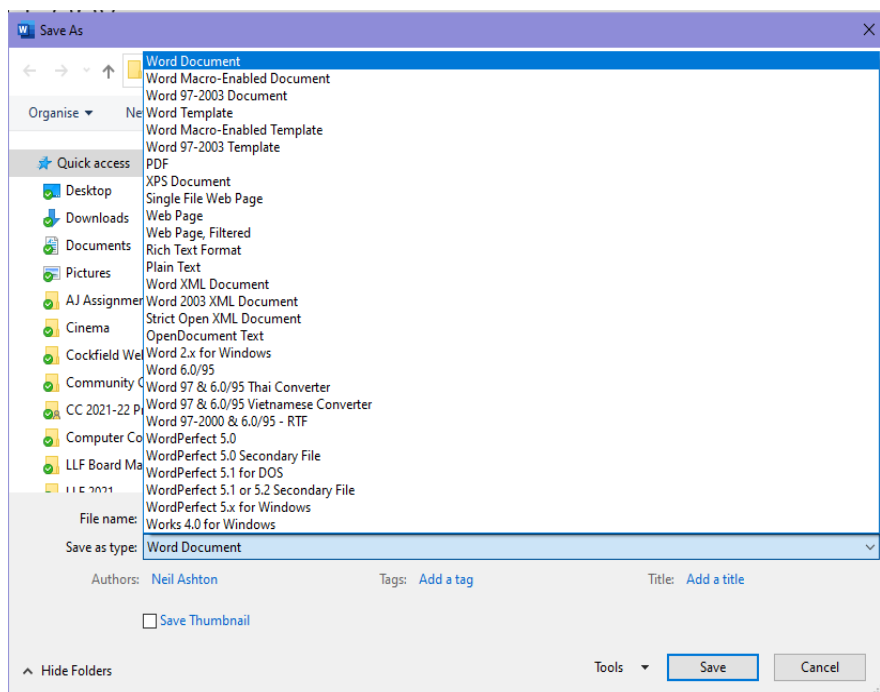 Save As
Word Document
Word Macro-Enabled Document
Word 97-2003 Document
Organise
Word Template
Word Macro-Enabled Template
Word 97-2003 Template
Quick access
PDF
XPS Document
Desktop
Single File Web Page
Downloads
Web Page
Web Page, Filtered
Documents
Rich Text Format
Pictures
Plain Text
Word XML Document
AJ
Word 2003 XML Document
Strict Open XML Document
Cinema
OpenDocument Text
Cockfield
Word 2.x for Windows
Word 6.0/95
Community
Word 97 & 6.0/95 Thai Converter
Word 97 & 6.0/95 Vietnamese Converter
CC 2021-22
Word 97-2000 & 6.0/95 - RTF
Computer
WordPerfect 5.0
WordPerfect 5.0 Secondary File
LLF Board
WordPerfect 5.1 for DOS
WordPerfect 5.1 or 5.2 Secondary File
LLF 2021
WordPerfect 5.x for Windows
File name:
Works 4.0 for Windows
Save as type: Word Document
Authors: Neil Ashton Tags: Add a tag Title: Add a title
Save Thumbnail
Hide Folders Tools Save Cancel